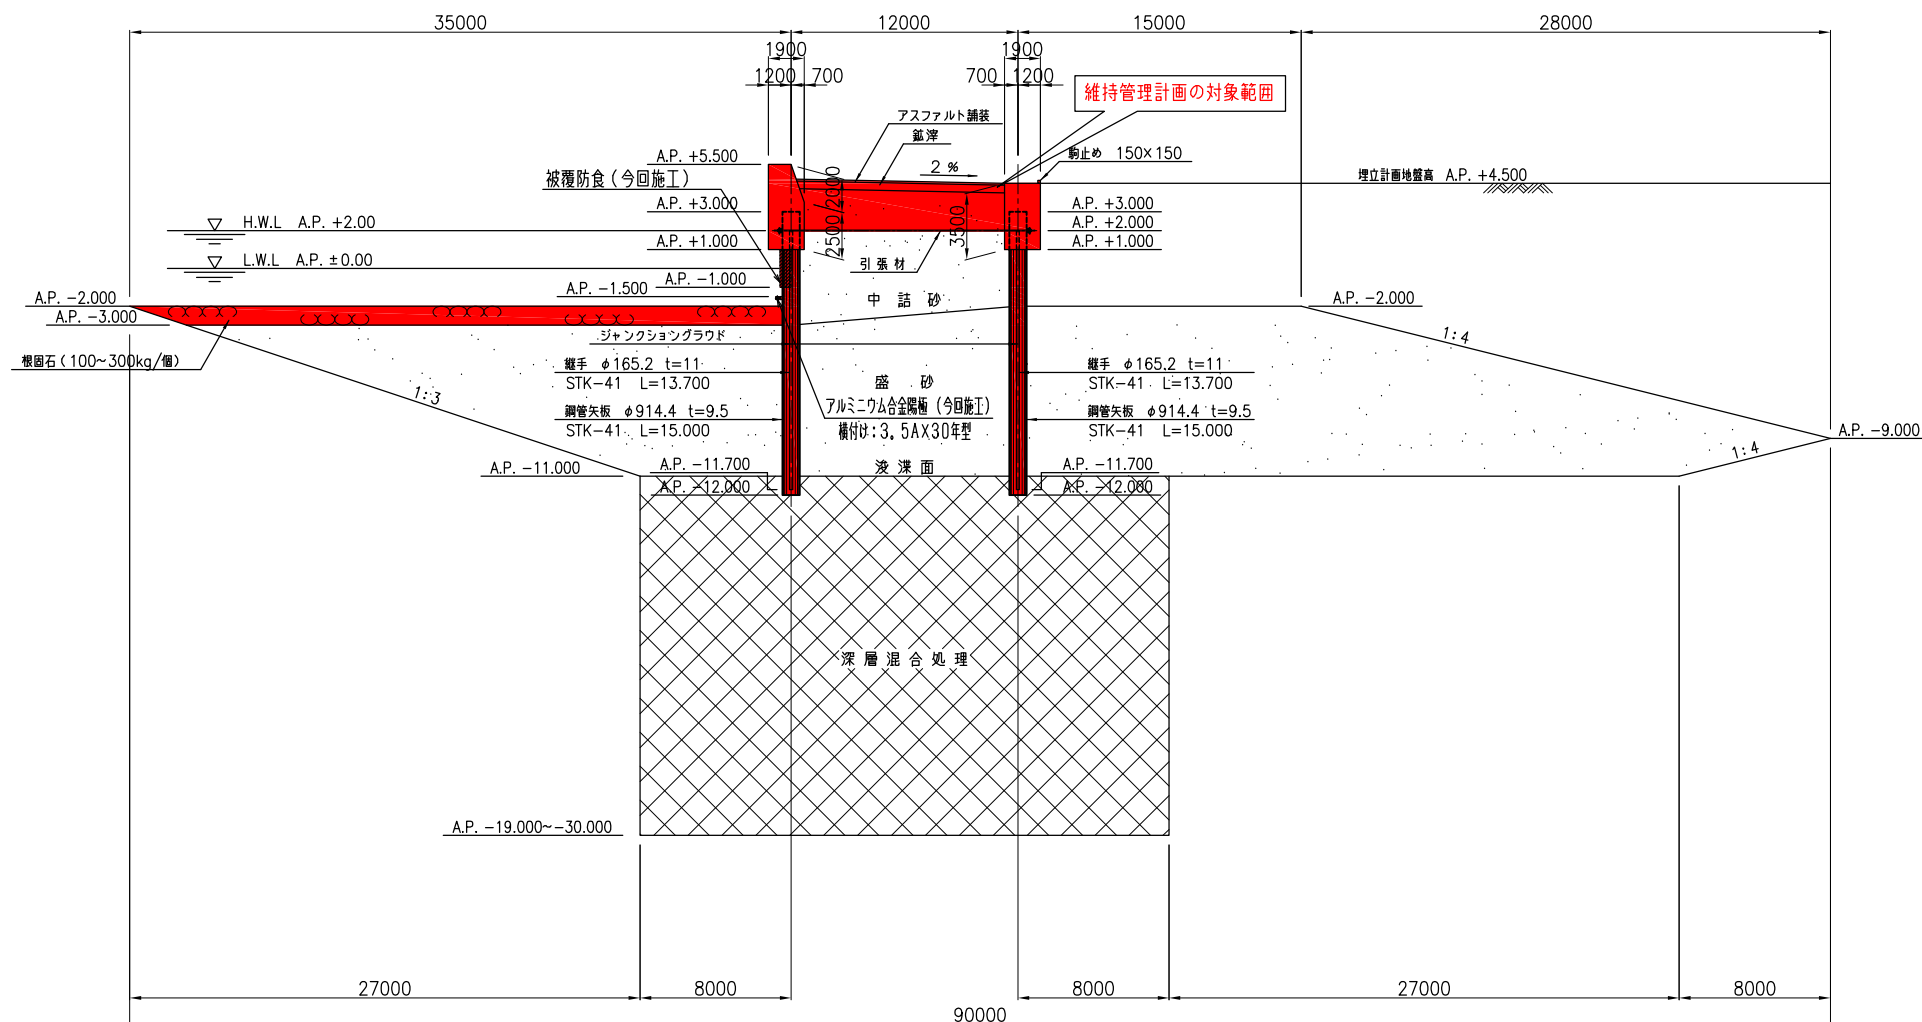 35000
12000
15000
28000
1900
1900
1200
700
700
1200
維持管理計画の対象範囲
アスファルト舗装
鉱滓
2 %
駒止め 150×150
A.P. +5.500
被覆防食(今回施工)
埋立計画地盤高 A.P. +4.500
A.P. +3.000
2500/2000
3500
A.P. +3.000
H.W.L A.P. +2.00
A.P. +2.000
A.P. +1.000
A.P. +1.000
L.W.L A.P. ±0.00
引張材
A.P. -1.000
A.P. -1.500
A.P. -2.000
中詰砂
A.P. -2.000
A.P. -3.000
ジャンクショングラウド
1:4
根固石(100~300kg/個)
継手 φ165.2 t=11
STK-41 L=13.700
継手 φ165.2 t=11
STK-41 L=13.700
1:3
盛砂
アルミニウム合金陽極(今回施工)
横付け:3.5AX30年型
鋼管矢板 φ914.4 t=9.5
STK-41 L=15.000
鋼管矢板 φ914.4 t=9.5
STK-41 L=15.000
A.P. -9.000
1:4
A.P. -11.000
A.P. -11.700
浚渫面
A.P. -11.700
A.P. -12.000
A.P. -12.000
深層混合処理
A.P. -19.000~-30.000
27000
8000
8000
27000
8000
90000